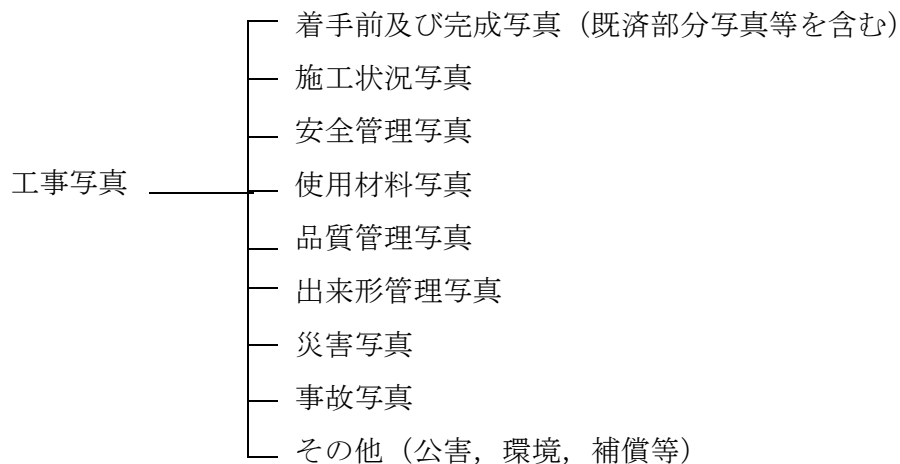 着手前及び完成写真（既済部分写真等を含む）
施工状況写真
安全管理写真
工事写真
使用材料写真
品質管理写真
出来形管理写真
災害写真
事故写真
その他（公害，環境，補償等）